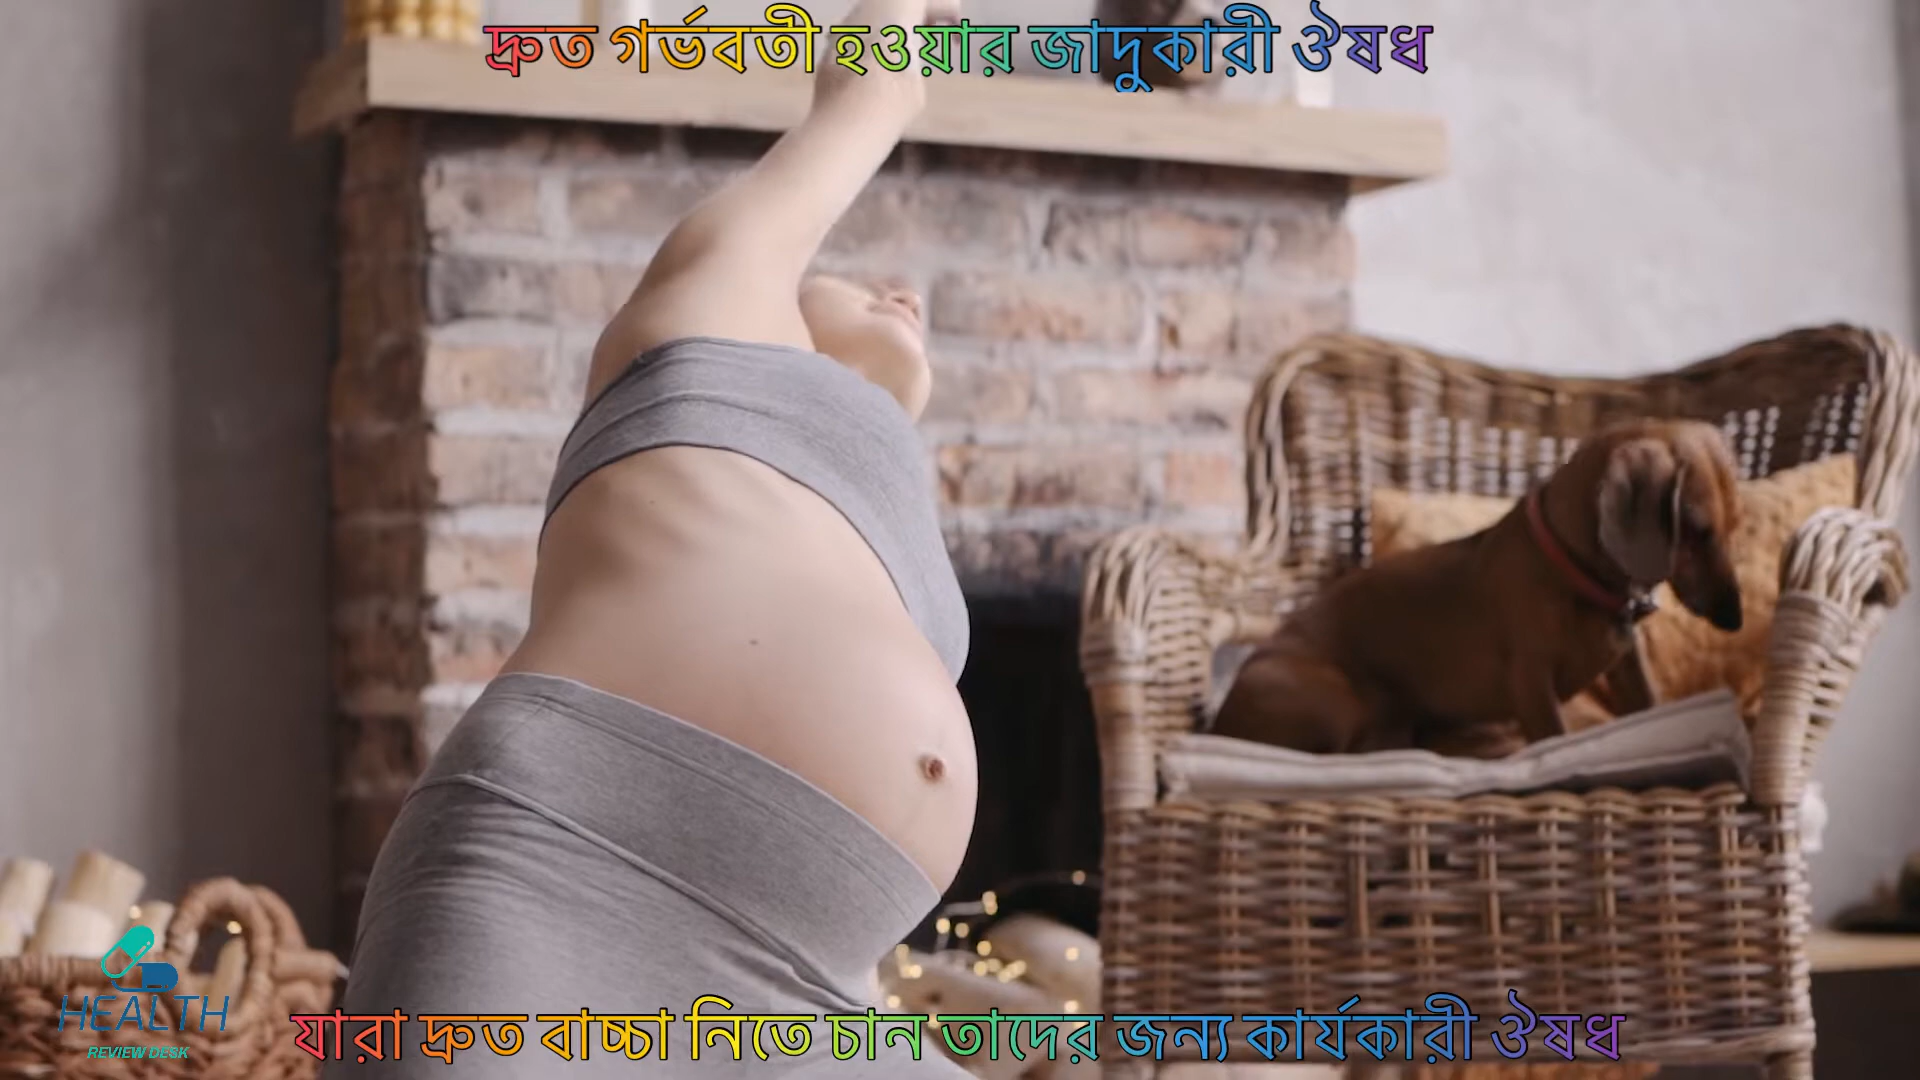 দ্রুত গর্ভবতী হওয়ার জাদুকারী ঔষধ
HEALTH
REVIEW DESK
যারা দ্রুত বাচ্চা নিতে চান তাদের জন্য কার্যকারী ঔষধ